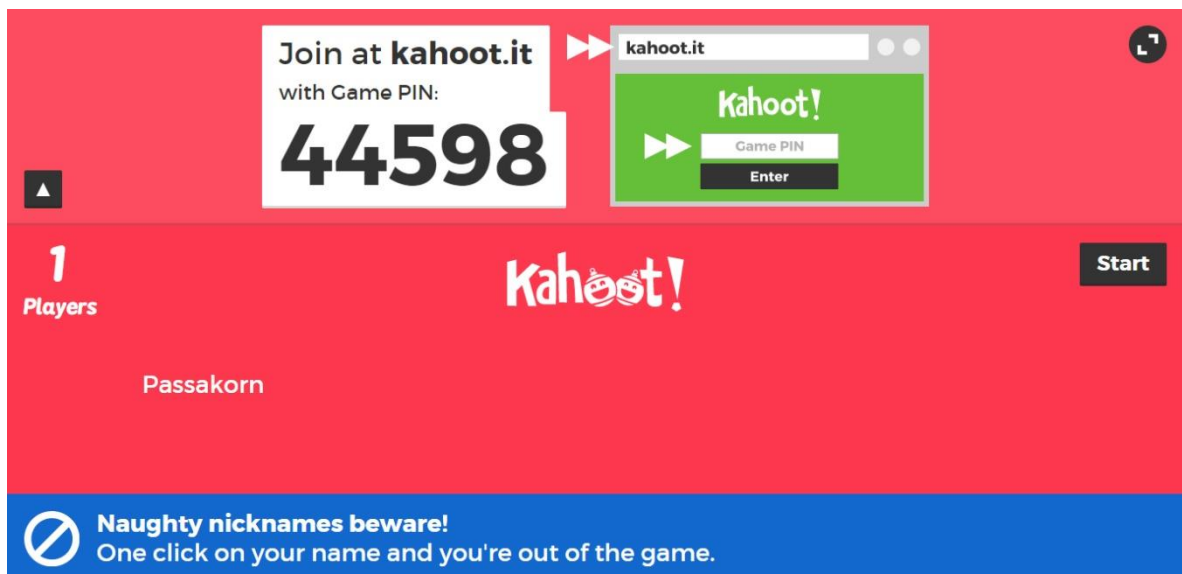 Join at kahoot.it
with Game PIN:
44598
kahoot.it
Kahoot!
Game PIN
Enter
1
Players
Kahoot!
Start
Passakorn
Naughty nicknames beware!
One click on your name and you're out of the game.